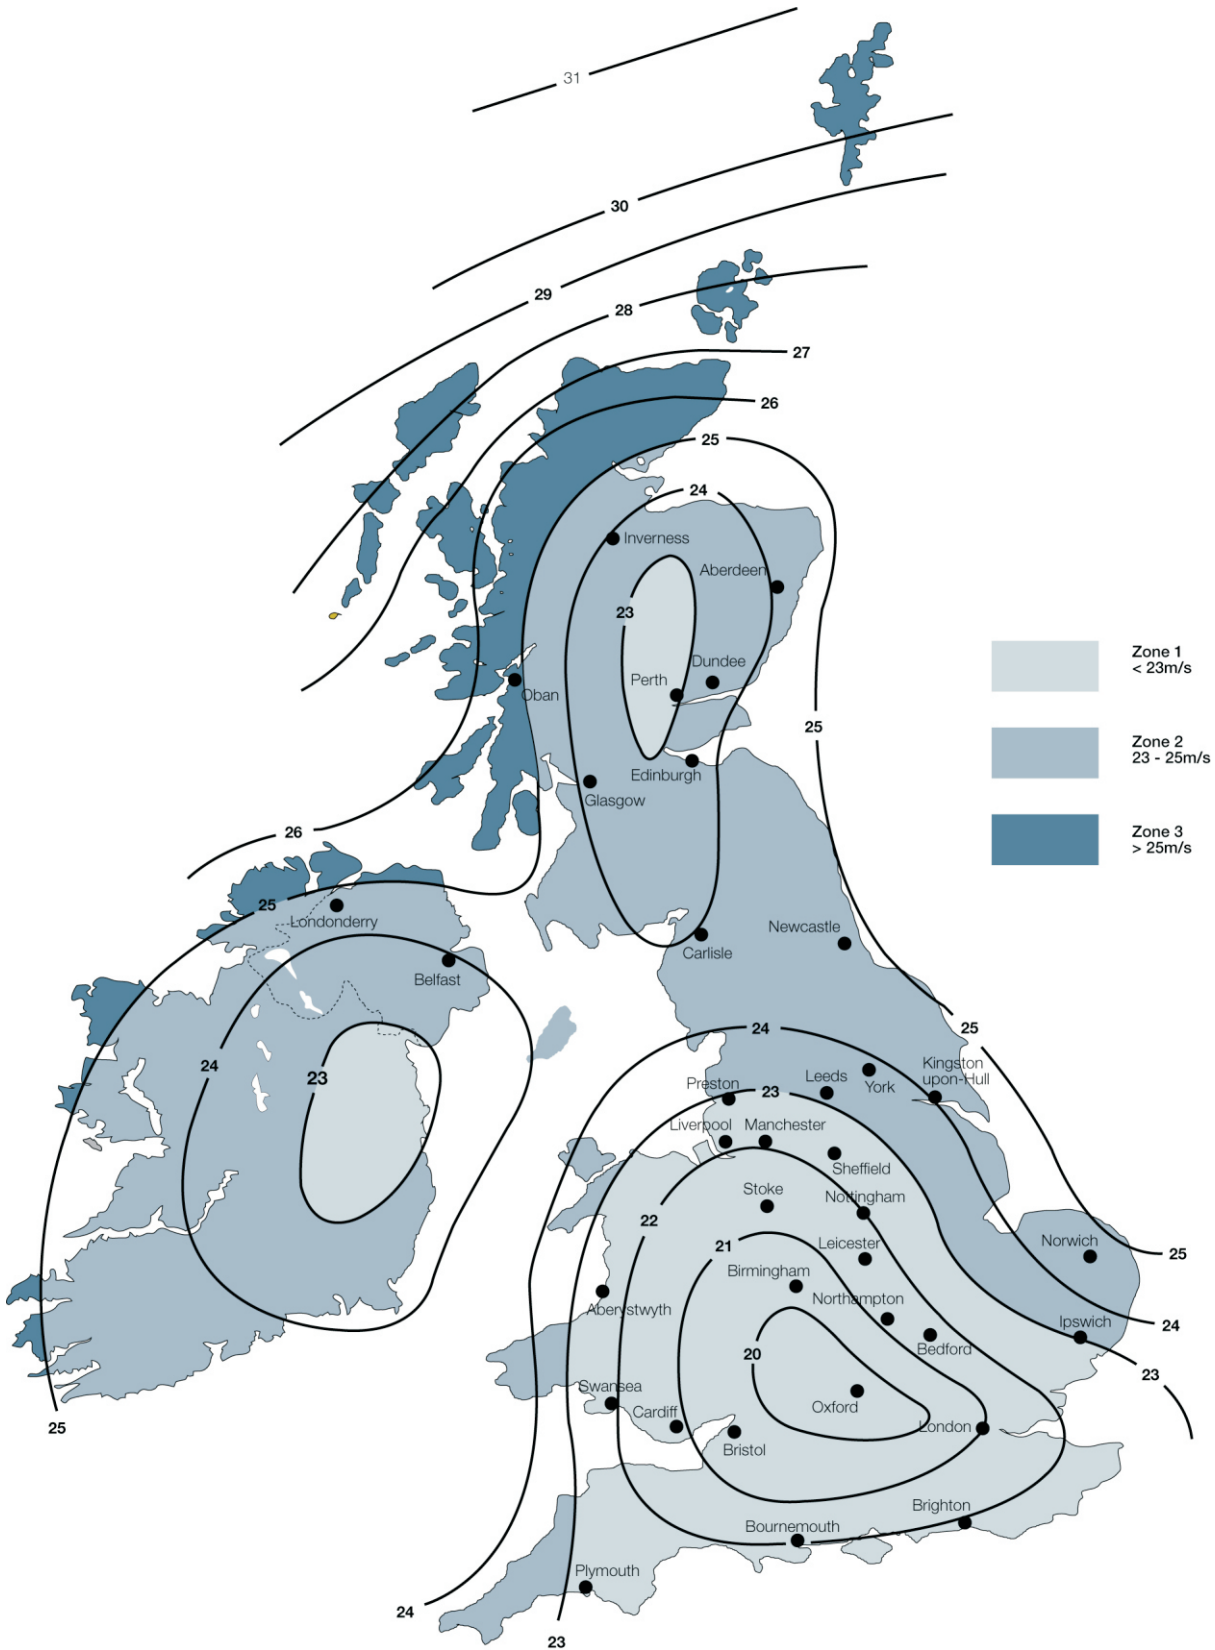 31
30
29
28
27
26
25
24
Inverness
Aberdeen
23
Dundee
Perth
Oban
25
Edinburgh
Glasgow
26
25
Londonderry
Newcastle
Carlisle
Belfast
24
23
24
25
Kingston
upon-Hull
York
Leeds
Preston
23
Liverpool
Manchester
Sheffield
Stoke
Nottingham
22
21
Leicester
Norwich
25
Birmingham
Northampton
Aberystwyth
24
Ipswich
Bedford
20
23
Swansea
Oxford
Cardiff
London
25
Bristol
Brighton
Bournemouth
Plymouth
24
23
Zone 1
< 23m/s
Zone 2
23 - 25m/s
Zone 3
> 25m/s